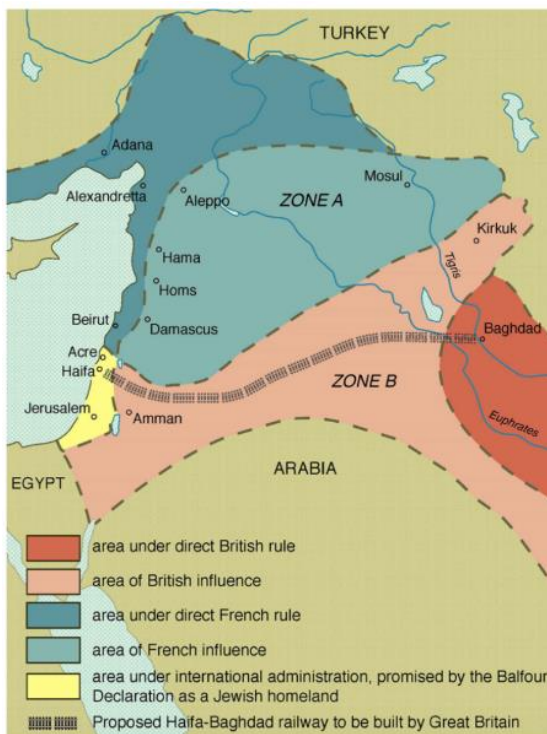 TURKEY
Adana
Alexandretta
Aleppo
ZONE A
Mosul
Kirkuk
Tigris
Hama
Homs
Beirut
Damascus
Baghdad
Acre
Haifa
ZONE B
Jerusalem
Amman
Euphrates
EGYPT
ARABIA
area under direct British rule
area of British influence
area under direct French rule
area of French influence
area under international administration, promised by the Balfour
Declaration as a Jewish homeland
Proposed Haifa-Baghdad railway to be built by Great Britain